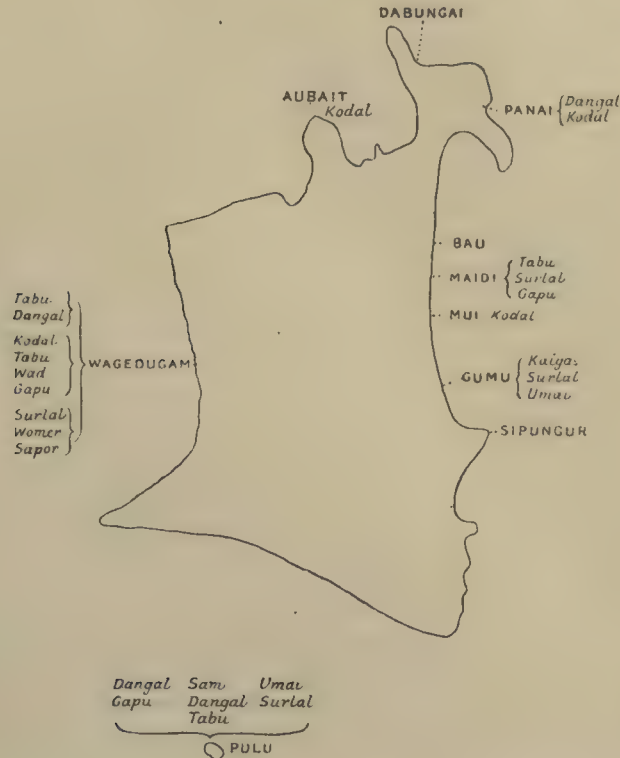 DABUNGAI
AUBAIT
Kodal
PANAI
Dangal
Kodal
BAU
MAIDI
Tabu
Surlal
Gapu
MUI Kodal
Tabu
Dangal
Kodal
Tabu
Wad
Gapu
Surlal
Womer
Sapor
WAGEDUGAM
GUMU
Kaigas
Surlal
Umai
SIPUNGUR
Dangal Sam Umai
Gapu Dangal Surlal
Tabu
PULU